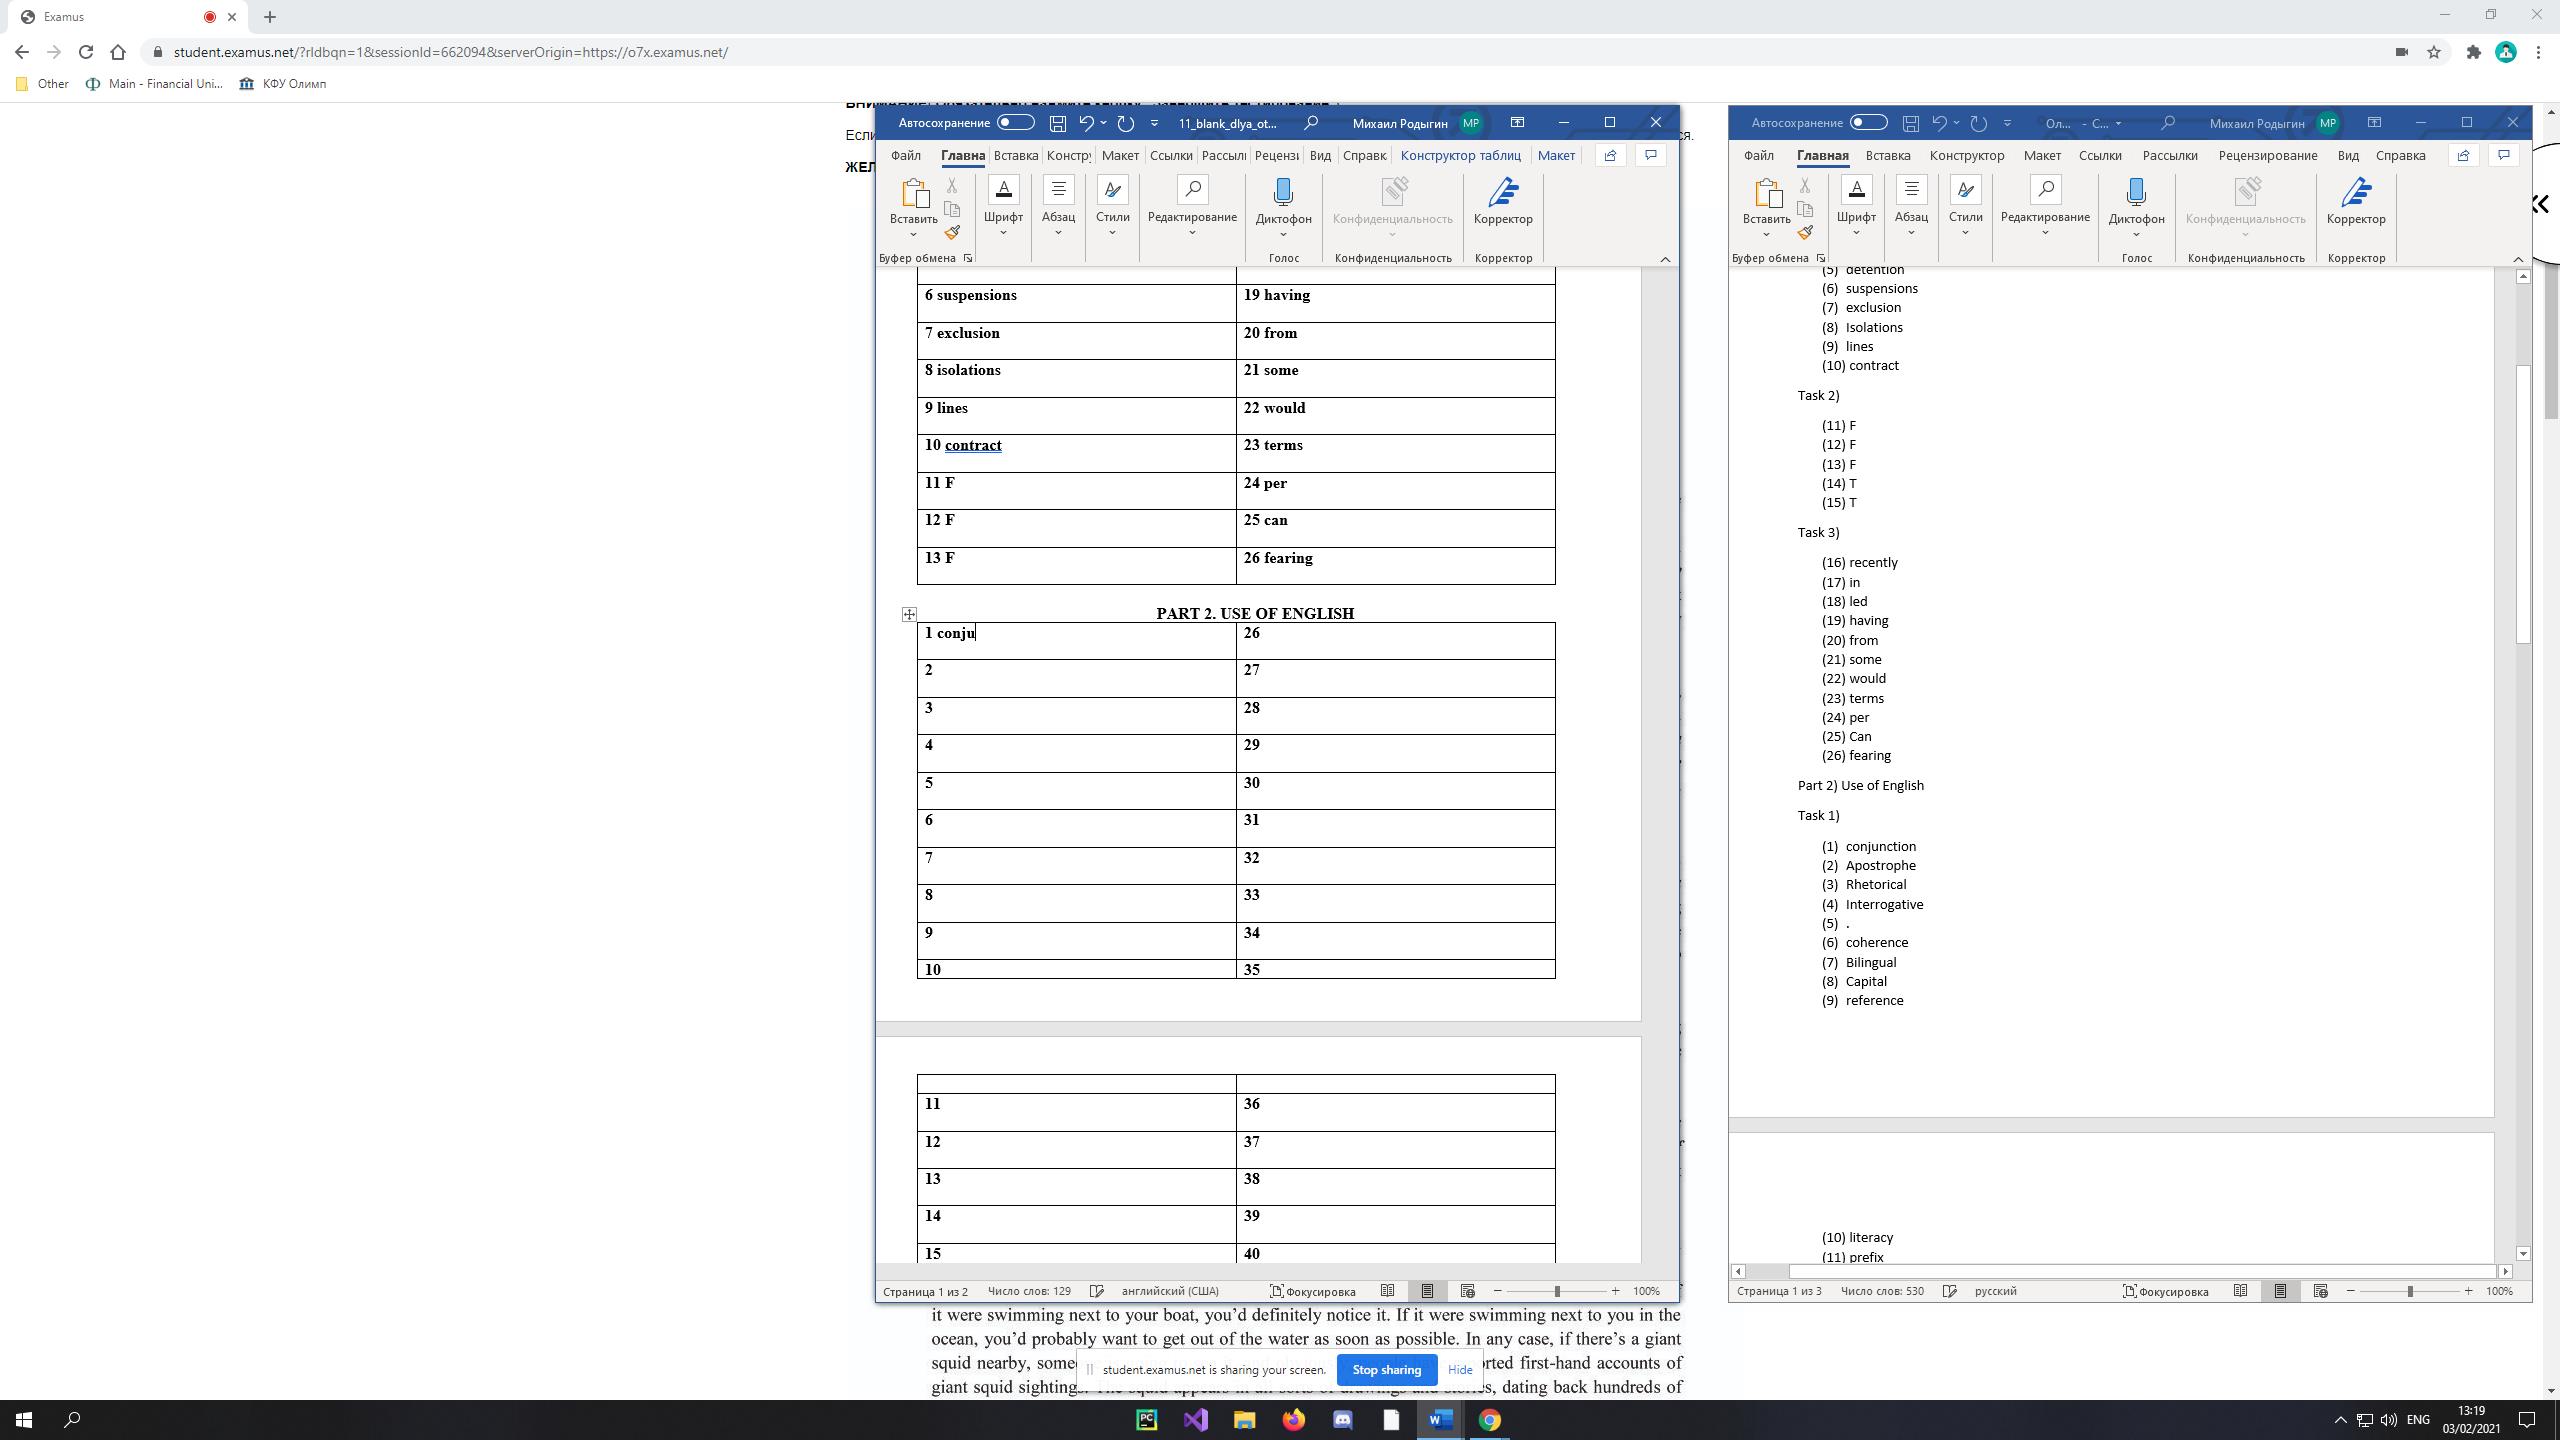 Examus
student.examus.net/?rldbqn=1&sessionId=662094&serverOrigin=https://o7x.examus.net/
Other Main - Financial Uni... КФУ Олимп
Если
ся.
ЖЕЛ
Автосохранение 11_blank_dlya_ot... Михаил Родыгин МР
Файл Главна Вставка Констру Макет Ссылки Рассыл Реценз Вид Справк Конструктор таблиц Макет
Вставить Шрифт Абзац Стили Редактирование Диктофон Конфиденциальность Корректор
Буфер обмена Голос Конфиденциальность Корректор
6 suspensions 19 having
7 exclusion 20 from
8 isolations 21 some
9 lines 22 would
10 contract 23 terms
11 F 24 per
12 F 25 can
13 F 26 fearing
PART 2. USE OF ENGLISH
1 conju 26
2 27
3 28
4 29
5 30
6 31
7 32
8 33
9 34
10 35
11 36
12 37
13 38
14 39
15 40
Страница 1 из 2 Число слов: 129 английский (США) Фокусировка 100%
Автосохранение Ол... - С... Михаил Родыгин МР
Файл Главная Вставка Конструктор Макет Ссылки Рассылки Рецензирование Вид Справка
Вставить Шрифт Абзац Стили Редактирование Диктофон Конфиденциальность Корректор
Буфер обмена Голос Конфиденциальность Корректор
(5) detention
(6) suspensions
(7) exclusion
(8) Isolations
(9) lines
(10) contract
Task 2)
(11) F
(12) F
(13) F
(14) T
(15) T
Task 3)
(16) recently
(17) in
(18) led
(19) having
(20) from
(21) some
(22) would
(23) terms
(24) per
(25) Can
(26) fearing
Part 2) Use of English
Task 1)
(1) conjunction
(2) Apostrophe
(3) Rhetorical
(4) Interrogative
(5) .
(6) coherence
(7) Bilingual
(8) Capital
(9) reference
(10) literacy
(11) prefix
Страница 1 из 3 Число слов: 530 русский Фокусировка 100%
it were swimming next to your boat, you'd definitely notice it. If it were swimming next to you in the
ocean, you'd probably want to get out of the water as soon as possible. In any case, if there's a giant
squid nearby, some rted first-hand accounts of
giant squid sightings , dating back hundreds of
student.examus.net is sharing your screen. Stop sharing Hide
ENG 13:19
03/02/2021